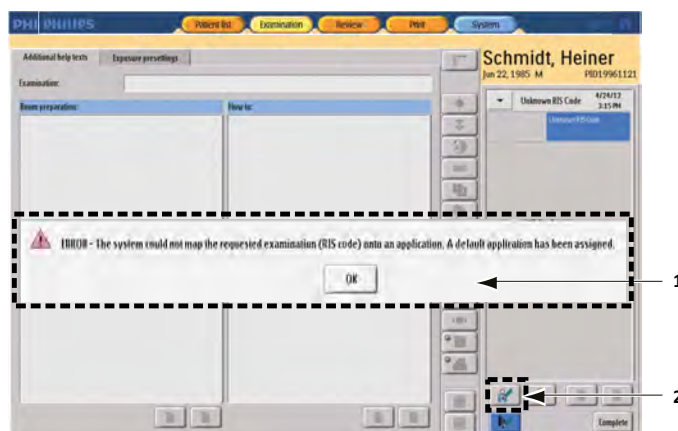 PHILIPS
Patient list
Examination
Review
Print
System
Additional help texts
Exposure presettings
Schmidt, Heiner
Jun 22, 1985 M
PID19961121
Examination:
Room preparation:
How to:
Unknown RIS Code
4/24/12
3:15 PM
Unknown RIS Code
ERROR - The system could not map the requested examination (RIS code) onto an application. A default application has been assigned.
OK
1
2
Complete